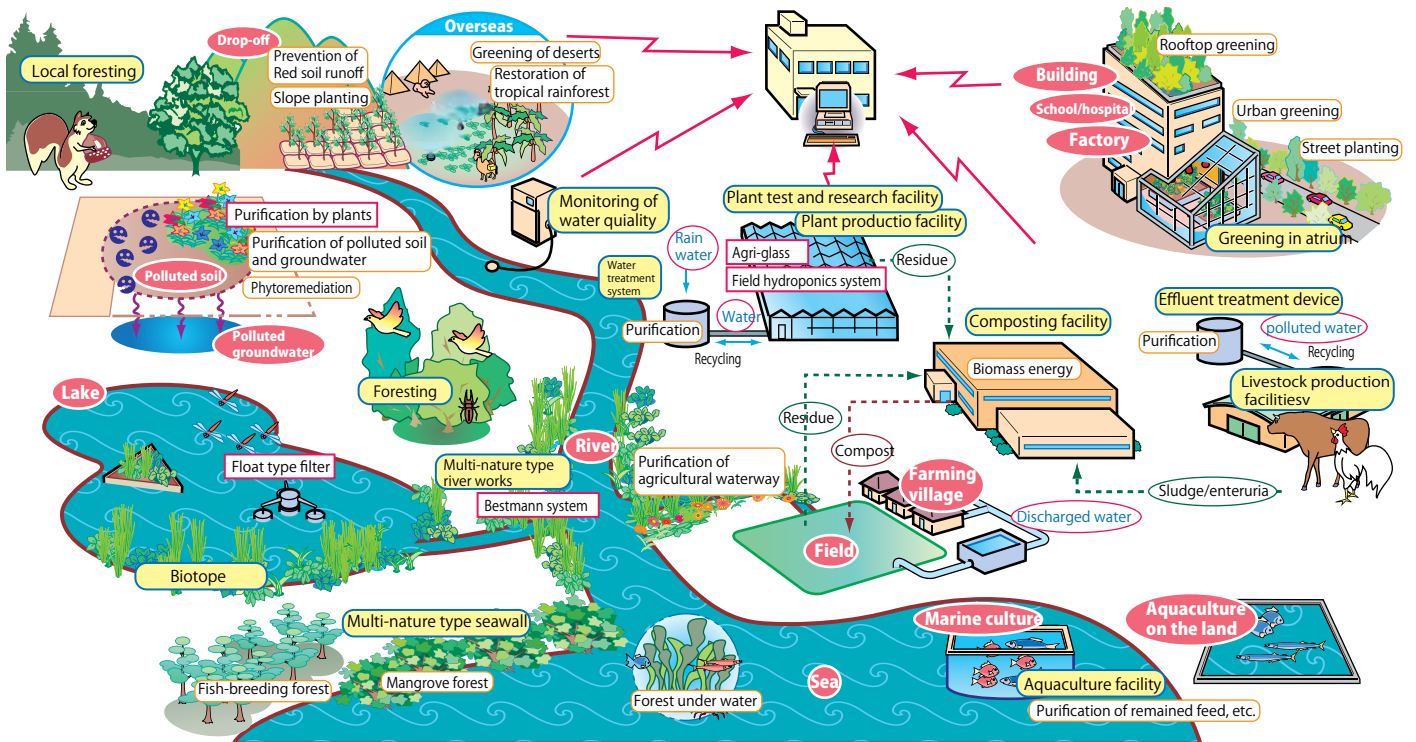 Overseas
Drop-off
Local foresting
Prevention of
Red soil runoff
Slope planting
Greening of deserts
Restoration of
tropical rainforest
Rooftop greening
Building
School/hospital
Factory
Urban greening
Street planting
Greening in atrium
Purification by plants
Purification of polluted soil
and groundwater
Polluted soil
Phytoremediation
Polluted
groundwater
Monitoring of
water quiality
Plant test and research facility
Plant productio facility
Rain
water
Agri-glass
Field hydroponics system
Residue
Water
treatment
system
Purification
Water
Recycling
Composting facility
Biomass energy
Effluent treatment device
Purification
polluted water
Recycling
Livestock production
facilitiesv
Foresting
Lake
Float type filter
River
Multi-nature type
river works
Bestmann system
Purification of
agricultural waterway
Residue
Compost
Farming
village
Sludge/enteruria
Discharged water
Field
Biotope
Multi-nature type seawall
Mangrove forest
Fish-breeding forest
Forest under water
Sea
Marine culture
Aquaculture
on the land
Aquaculture facility
Purification of remained feed, etc.